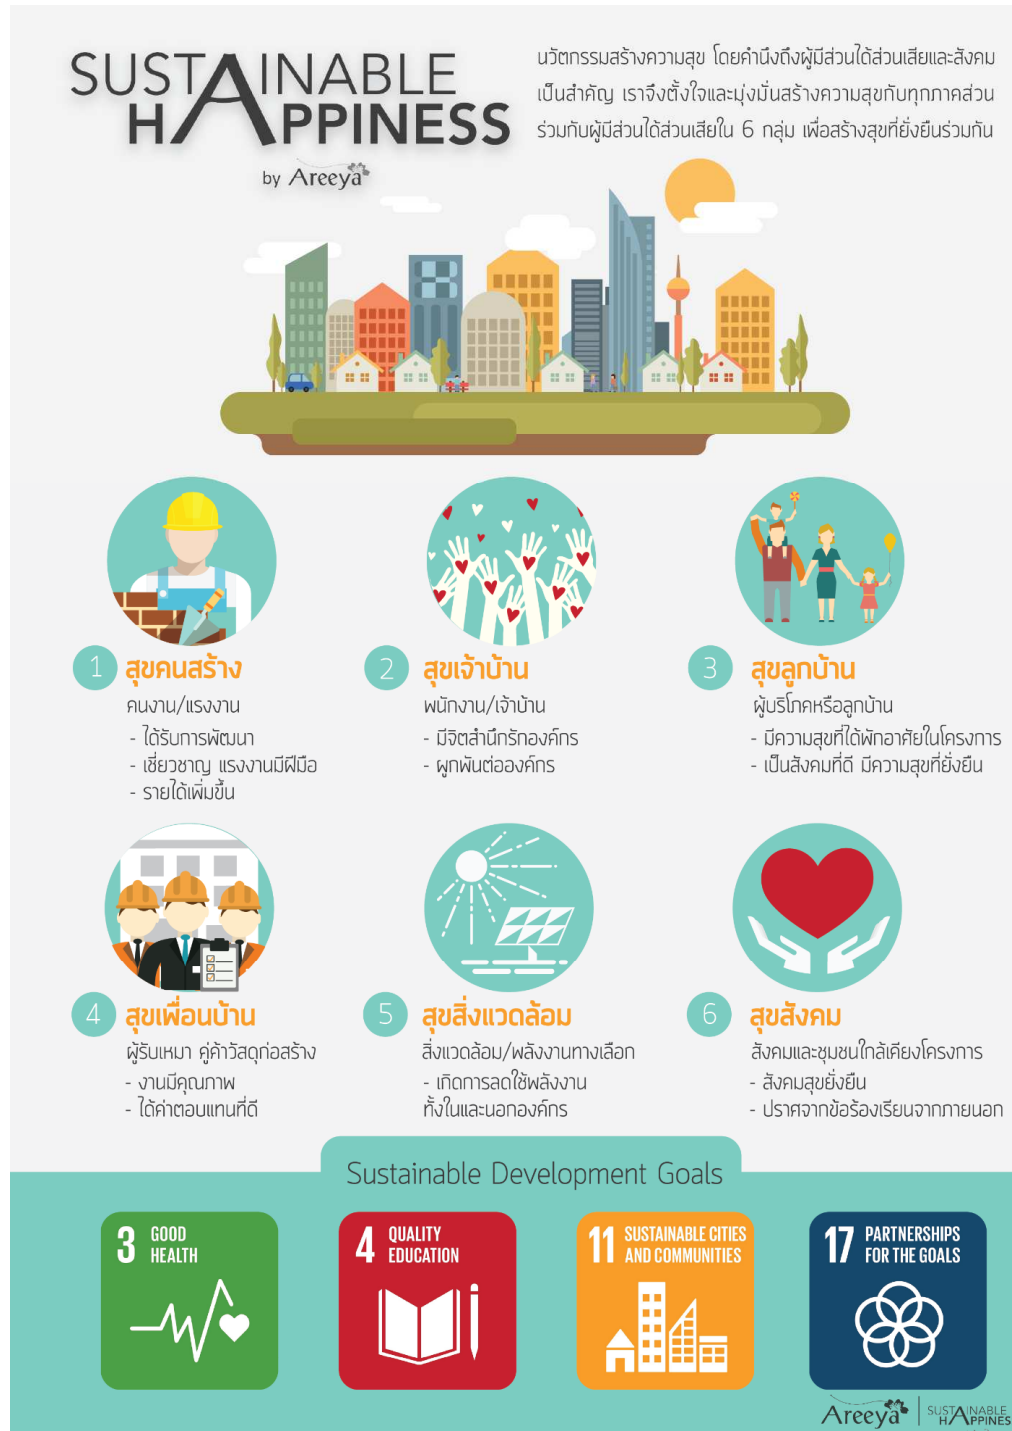 SUSTAINABLE
HAPPINESS
by Areeya
นวัตกรรมสร้างความสุข โดยคำนึงถึงผู้มีส่วนได้ส่วนเสียและสังคม
เป็นสำคัญ เราจึงตั้งใจและมุ่งมั่นสร้างความสุขกับทุกภาคส่วน
ร่วมกับผู้มีส่วนได้ส่วนเสียใน 6 กลุ่ม เพื่อสร้างสุขที่ยั่งยืนร่วมกัน
1 สุขคนสร้าง
คนงาน/แรงงาน
- ได้รับการพัฒนา
- เชี่ยวชาญ แรงงานมีฝีมือ
- รายได้เพิ่มขึ้น
2 สุขเจ้าบ้าน
พนักงาน/เจ้าบ้าน
- มีจิตสำนึกรักองค์กร
- ผูกพันต่อองค์กร
3 สุขลูกบ้าน
ผู้บริโภคหรือลูกบ้าน
- มีความสุขที่ได้พักอาศัยในโครงการ
- เป็นสังคมที่ดี มีความสุขที่ยั่งยืน
4 สุขเพื่อนบ้าน
ผู้รับเหมา คู่ค้าวัสดุก่อสร้าง
- งานมีคุณภาพ
- ได้ค่าตอบแทนที่ดี
5 สุขสิ่งแวดล้อม
สิ่งแวดล้อม/พลังงานทางเลือก
- เกิดการลดใช้พลังงาน
ทั้งในและนอกองค์กร
6 สุขสังคม
สังคมและชุมชนใกล้เคียงโครงการ
- สังคมสุขยั่งยืน
- ปราศจากข้อร้องเรียนจากภายนอก
Sustainable Development Goals
3 GOOD
HEALTH
4 QUALITY
EDUCATION
11 SUSTAINABLE CITIES
AND COMMUNITIES
17 PARTNERSHIPS
FOR THE GOALS
Areeya
SUSTAINABLE
HAPPINES